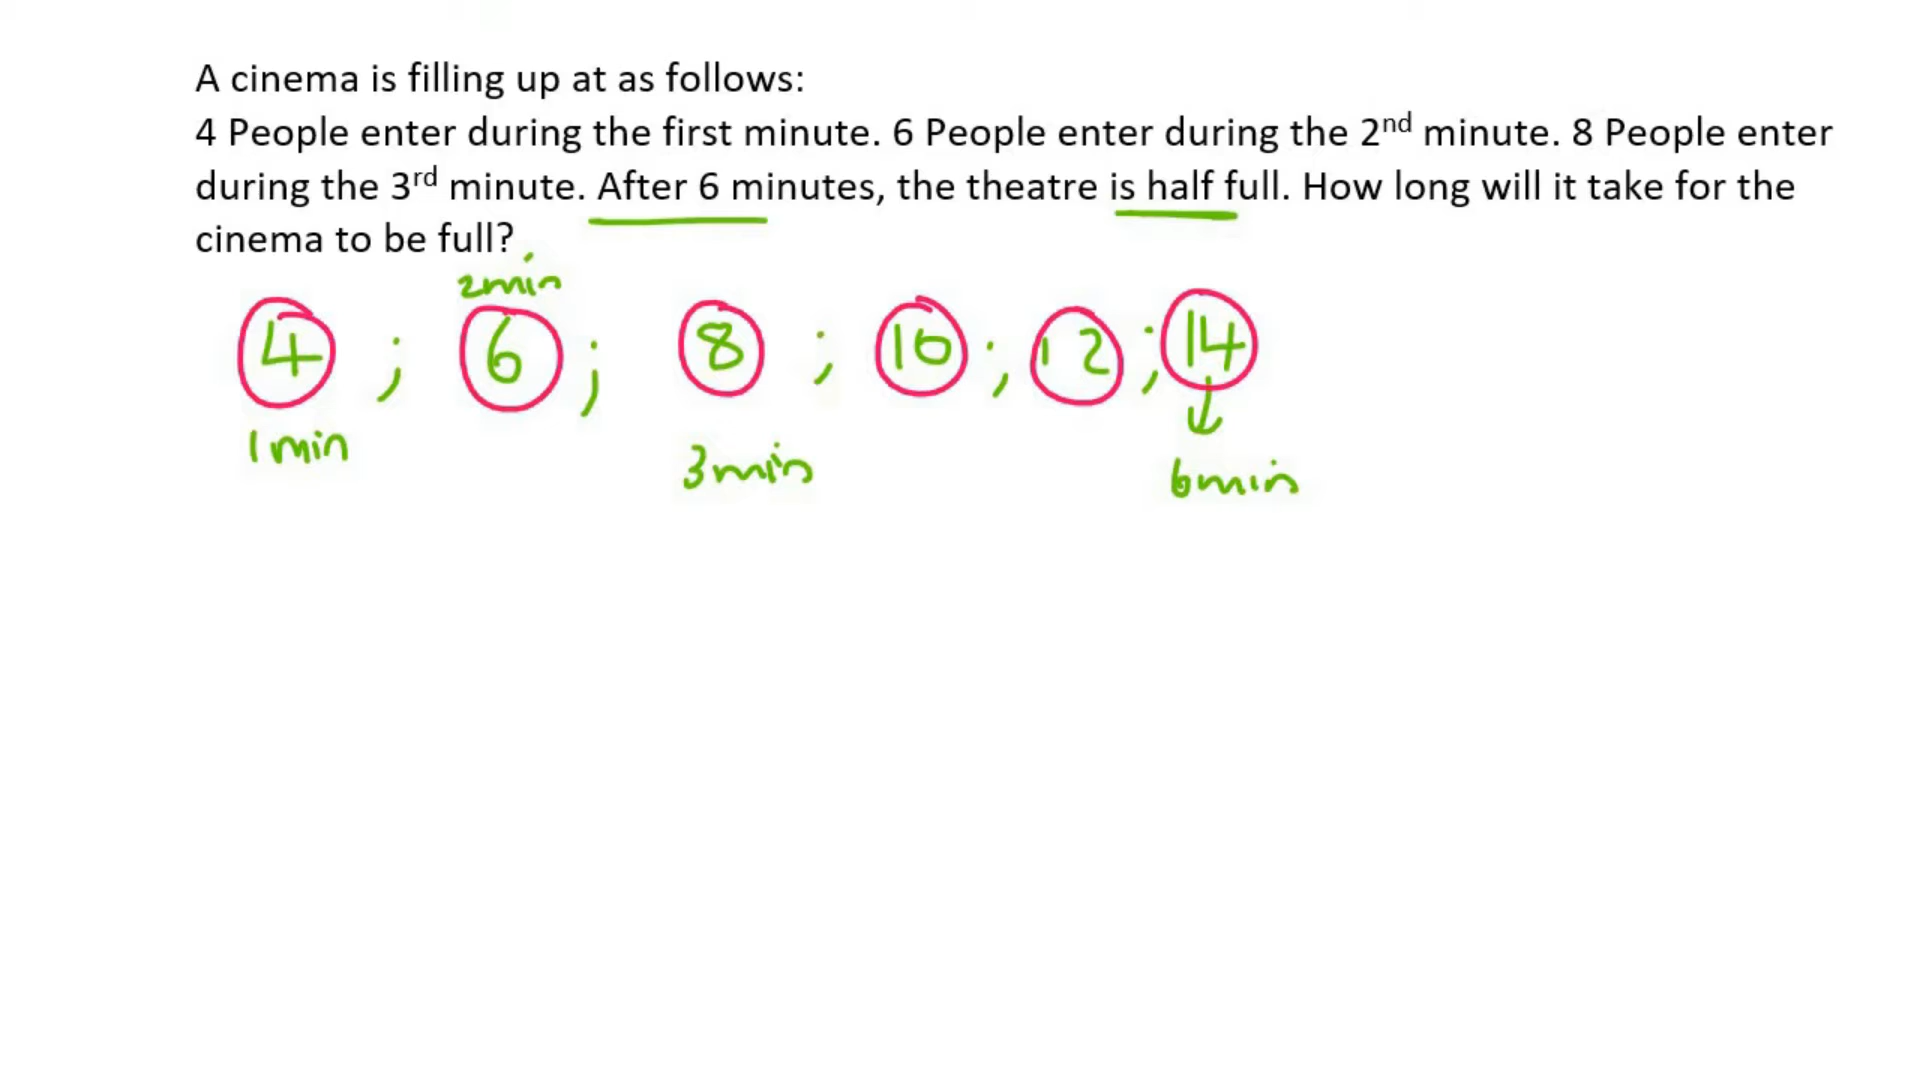 A cinema is filling up at as follows:
4 People enter during the first minute. 6 People enter during the 2nd minute. 8 People enter
during the 3rd minute. After 6 minutes, the theatre is half full. How long will it take for the
cinema to be full?
2min
4 ; 6 ; 8 ; 10 ; 12 ; 14
1min 3min 6min